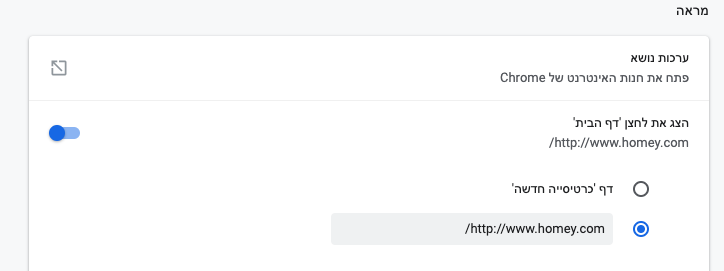 מראה
ערכות נושא
פתח את חנות האינטרנט של Chrome
הצג את לחצן 'דף הבית'
http://www.homey.com/
דף 'כרטיסייה חדשה'
http://www.homey.com/